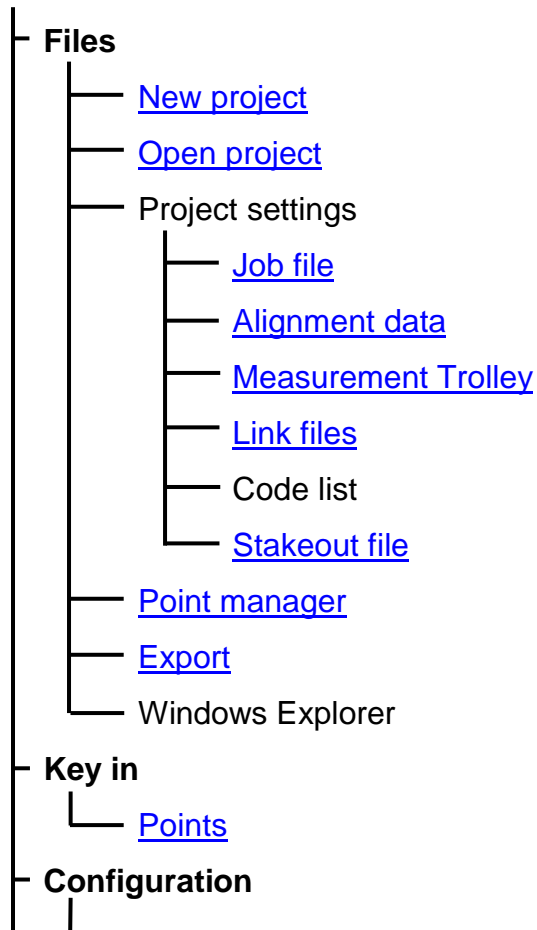 Files
New project
Open project
Project settings
Job file
Alignment data
Measurement Trolley
Link files
Code list
Stakeout file
Point manager
Export
Windows Explorer
Key in
Points
Configuration